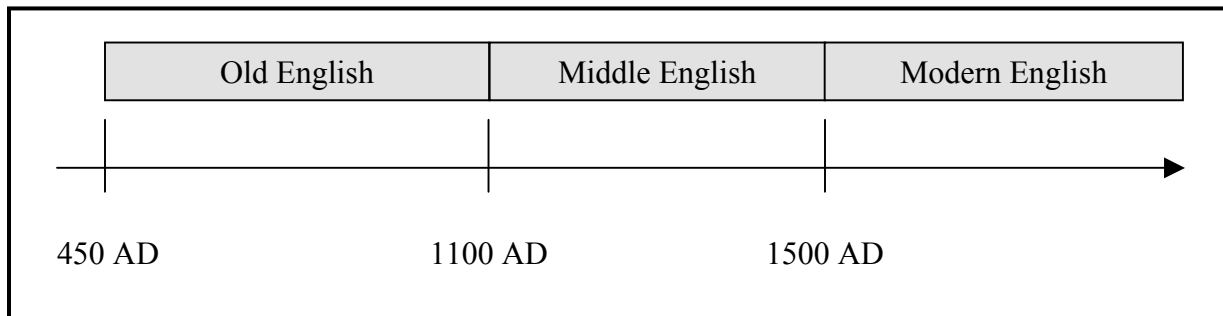 Old English Middle English Modern English
450 AD 1100 AD 1500 AD